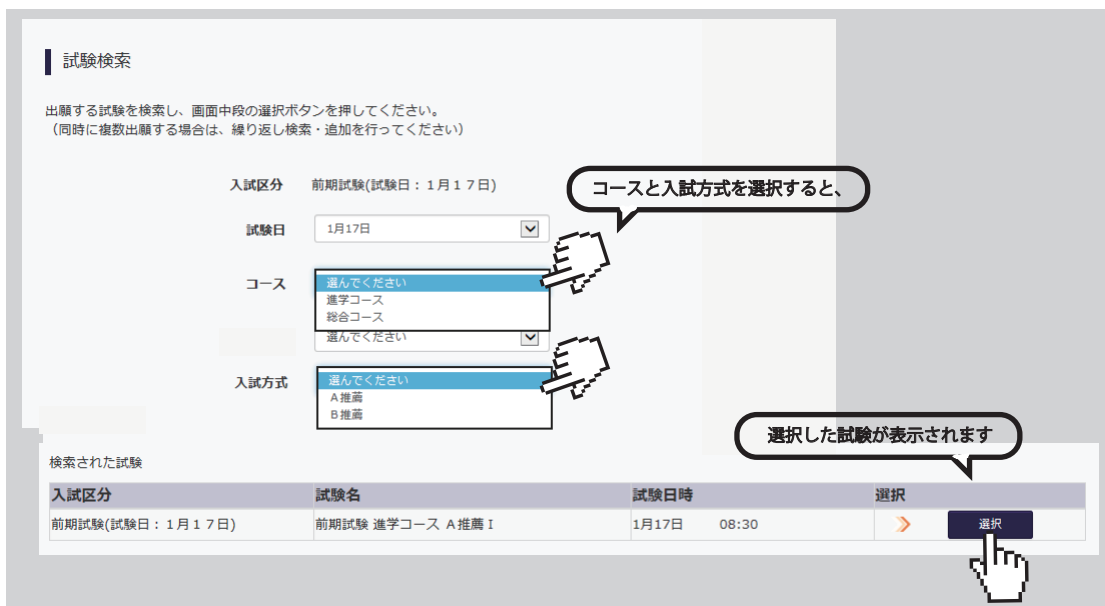 試験検索
出願する試験を検索し、画面中段の選択ボタンを押してください。
（同時に複数出願する場合は、繰り返し検索・追加を行ってください）
入試区分 前期試験(試験日：１月１７日)
コースと入試方式を選択すると、
試験日 1月17日
コース 選んでください
進学コース
総合コース
選んでください
入試方式 選んでください
Ａ推薦
Ｂ推薦
選択した試験が表示されます
検索された試験
入試区分 試験名 試験日時 選択
前期試験(試験日：１月１７日) 前期試験 進学コース Ａ推薦Ｉ 1月17日 08:30 選択